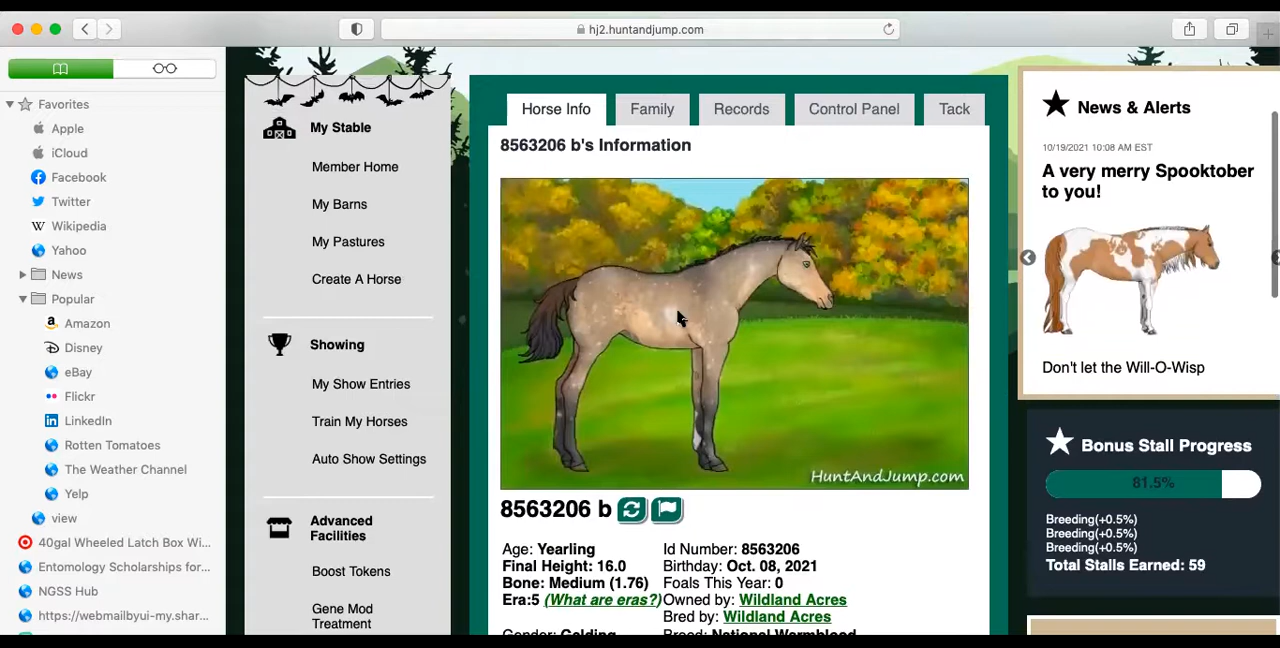 hj2.huntandjump.com
Favorites
Apple
iCloud
Facebook
Twitter
Wikipedia
Yahoo
News
Popular
Amazon
Disney
eBay
Flickr
LinkedIn
Rotten Tomatoes
The Weather Channel
Yelp
view
40gal Wheeled Latch Box Wi...
Entomology Scholarships for...
NGSS Hub
https://webmailbyui-my.shar...
My Stable
Member Home
My Barns
My Pastures
Create A Horse
Showing
My Show Entries
Train My Horses
Auto Show Settings
Advanced
Facilities
Boost Tokens
Gene Mod
Treatment
Horse Info
Family
Records
Control Panel
Tack
8563206 b's Information
HuntAndJump.com
8563206 b
Age: Yearling
Final Height: 16.0
Bone: Medium (1.76)
Era:5 (What are eras?)
Gender: Gelding
Id Number: 8563206
Birthday: Oct. 08, 2021
Foals This Year: 0
Owned by: Wildland Acres
Bred by: Wildland Acres
Breed: National Warmblood
News & Alerts
10/19/2021 10:08 AM EST
A very merry Spooktober
to you!
Don't let the Will-O-Wisp
Bonus Stall Progress
81.5%
Breeding(+0.5%)
Breeding(+0.5%)
Breeding(+0.5%)
Total Stalls Earned: 59